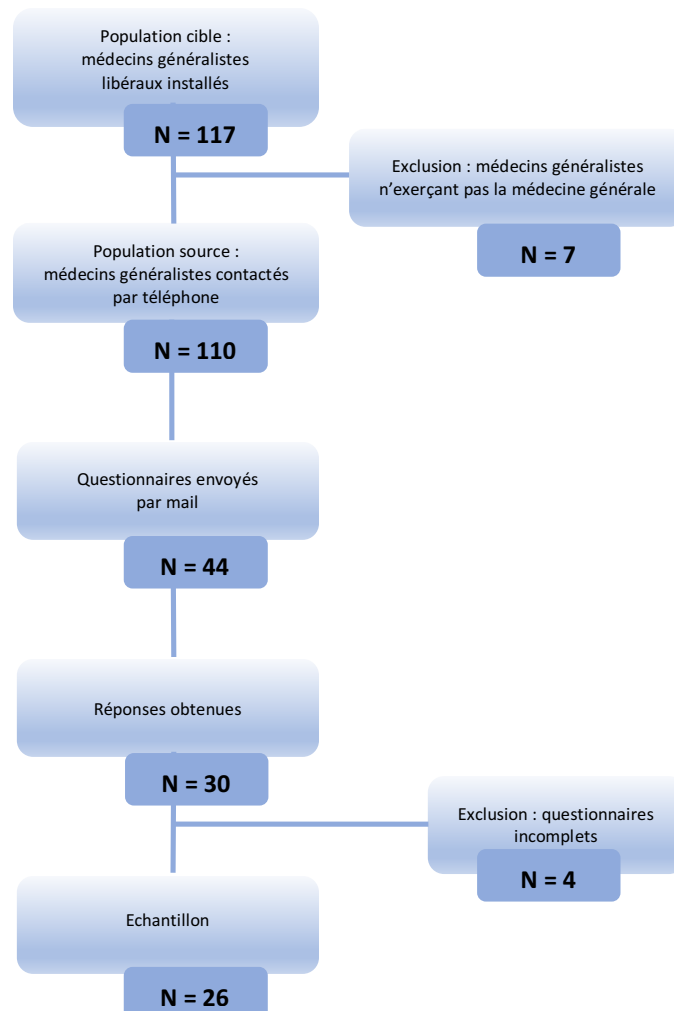 Population cible :
médecins généralistes
libéraux installés
N = 117
Exclusion : médecins généralistes
n’exerçant pas la médecine générale
N = 7
Population source :
médecins généralistes contactés
par téléphone
N = 110
Questionnaires envoyés
par mail
N = 44
Réponses obtenues
N = 30
Exclusion : questionnaires
incomplets
N = 4
Echantillon
N = 26